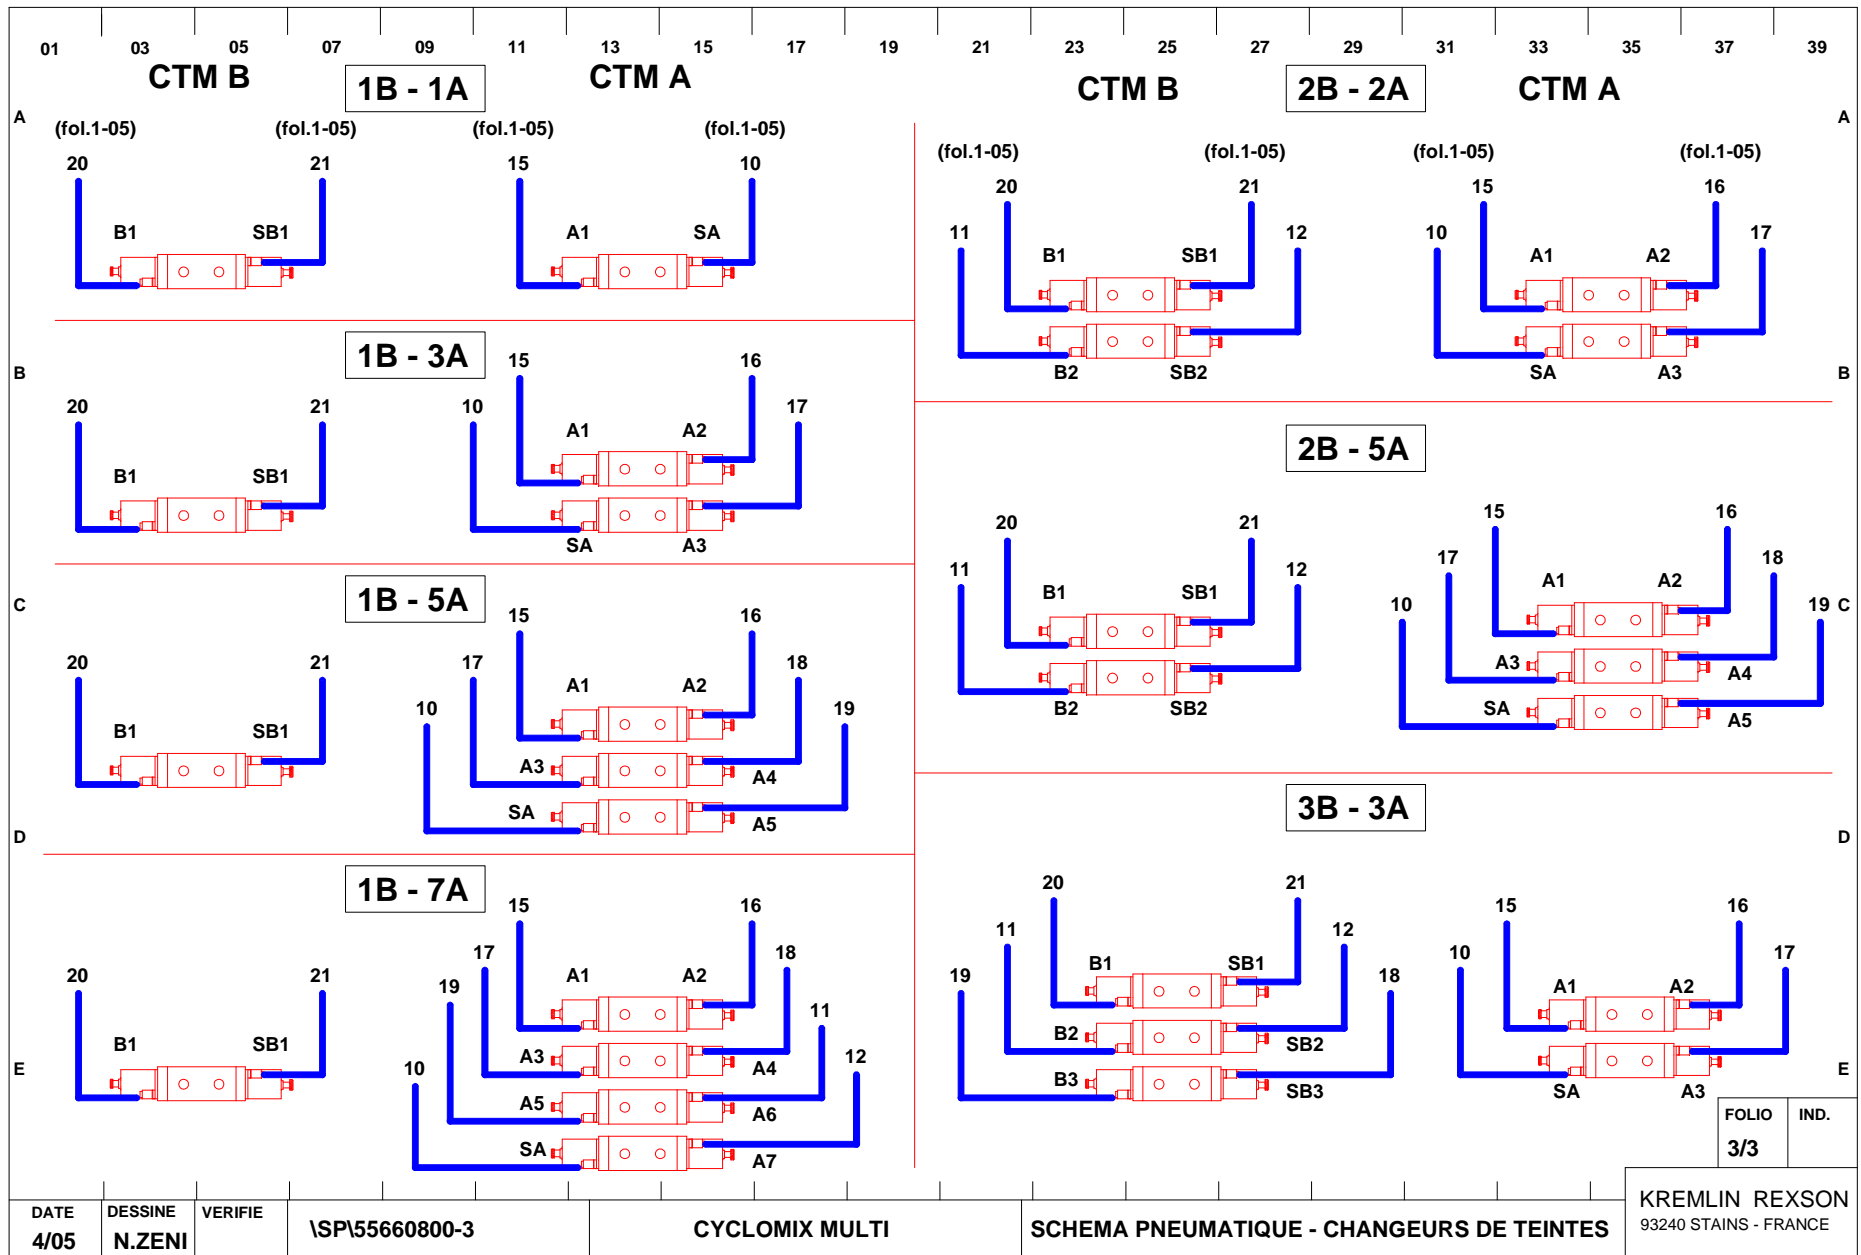 01 03 05 07 09 11 13 15 17 19 21 23 25 27 29 31 33 35 37 39
CTM B 1B - 1A CTM A
A
(fol.1-05) (fol.1-05) (fol.1-05) (fol.1-05)
20 21 15 10
B1 SB1 A1 SA
1B - 3A
B
15 16
20 21 10 17
A1 A2
B1 SB1
SA A3
1B - 5A
C
15 16
20 21 17 18
A1 A2
10 19
B1 SB1
A3 A4
SA A5
D
1B - 7A
15 16
17 18
20 21
19 11
A1 A2
B1 SB1
10 12
A3 A4
E
A5 A6
SA A7
CTM B 2B - 2A CTM A
A
(fol.1-05) (fol.1-05) (fol.1-05) (fol.1-05)
20 21 15 16
11 12 10 17
B1 SB1 A1 A2
B2 SB2 SA A3
B
2B - 5A
20 21 15 16
11 12 17 18
B1 SB1 A1 A2
10 19
C
A3 A4
B2 SB2 SA A5
3B - 3A
D
20 21 15 16
11 12 10 17
19 18
B1 SB1 A1 A2
B2 SB2
B3 SB3 SA A3
E
FOLIO IND.
3/3
DATE DESSINE VERIFIE
4/05 N.ZENI
\SP\55660800-3
CYCLOMIX MULTI
SCHEMA PNEUMATIQUE - CHANGEURS DE TEINTES
KREMLIN REXSON
93240 STAINS - FRANCE